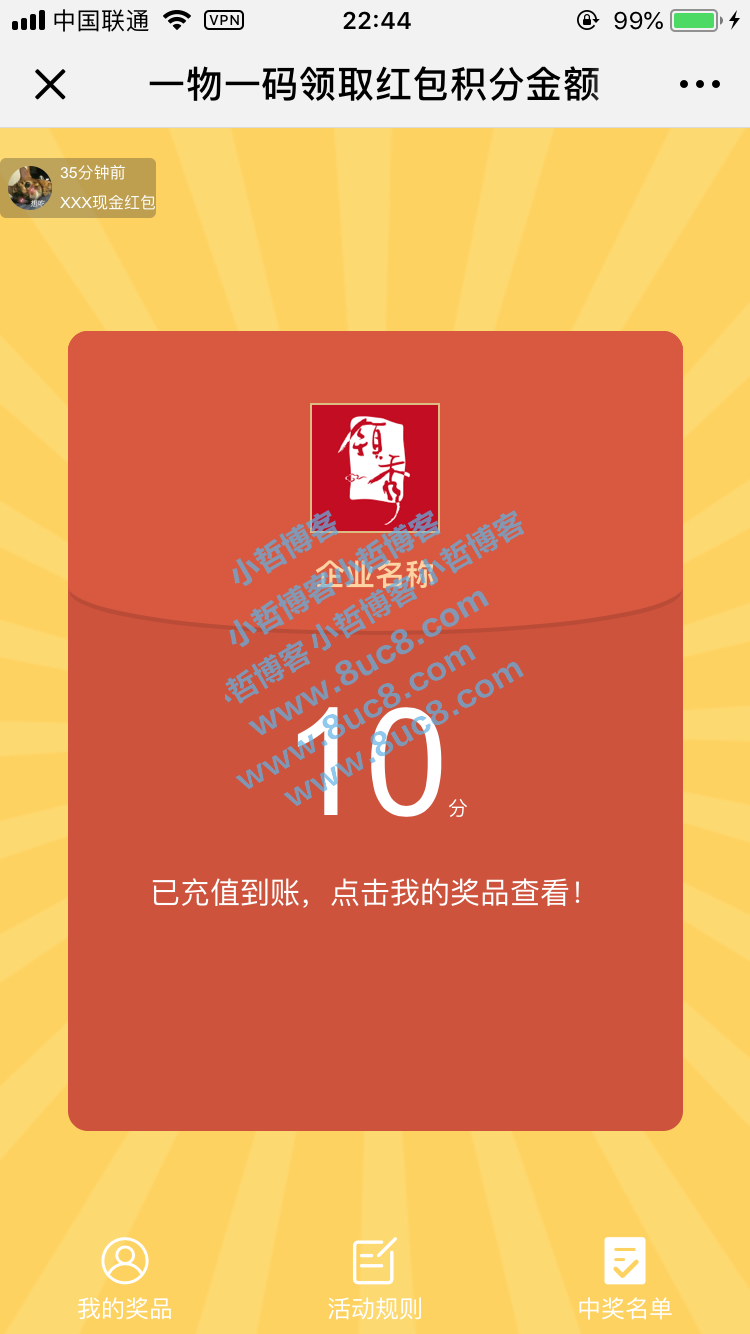 中国联通 VPN 22:44 99%
一物一码领取红包积分金额
35分钟前
XXX现金红包
领秀
企业名称
小哲博客
小哲博客小哲博客
哲博客小哲博客小哲博客
www.8uc8.com
www.8uc8.com
www.8uc8.com
10分
已充值到账，点击我的奖品查看！
我的奖品 活动规则 中奖名单